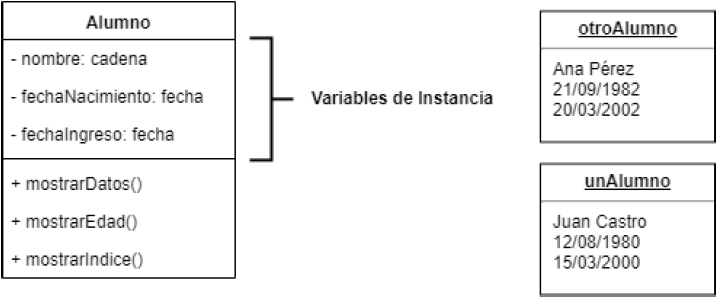 Alumno
- nombre: cadena
- fechaNacimiento: fecha
- fechaIngreso: fecha
+ mostrarDatos()
+ mostrarEdad()
+ mostrarIndice()
Variables de Instancia
otroAlumno
Ana Pérez
21/09/1982
20/03/2002
unAlumno
Juan Castro
12/08/1980
15/03/2000